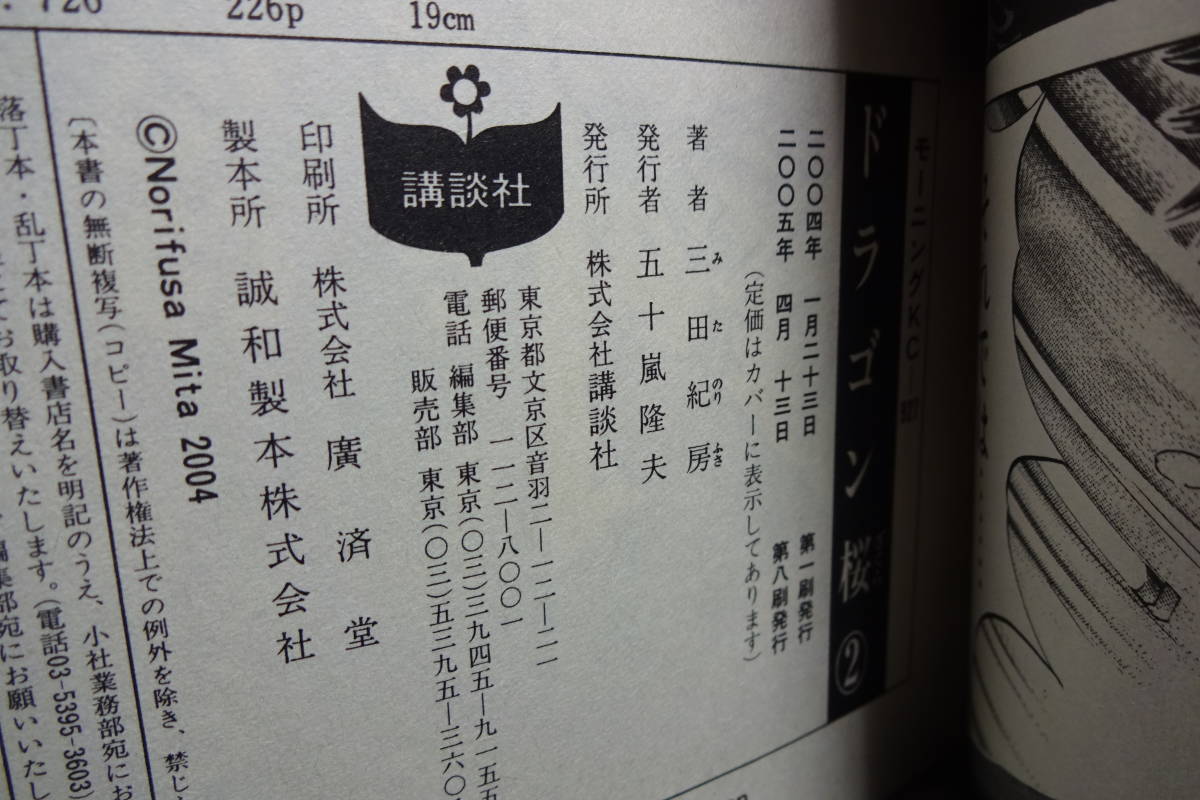 726 226p 19cm
モーニングKC
ドラゴン桜 ②
二〇〇四年 一月二十三日 第一刷発行
二〇〇五年 四月 十三日 第八刷発行
(定価はカバーに表示してあります)
著者 三田紀房
み た のり ふさ
発行者 五十嵐隆夫
発行所 株式会社講談社
東京都文京区音羽二—一二—二一
郵便番号 一一二—八〇〇一
電話 編集部 東京(〇三)三九四五—九一五五
販売部 東京(〇三)五三九五—三六〇
講談社
印刷所 株式会社 廣済堂
製本所 誠和製本株式会社
©Norifusa Mita 2004
〔本書の無断複写(コピー)は著作権法上での例外を除き、禁じ
落丁本・乱丁本は購入書店名を明記のうえ、小社業務部宛にお
取り替えいたします。(電話03-5395-3603)
編集部宛にお願いいたし